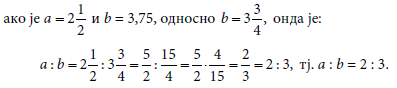 ако је a = 2 1/2 и b = 3,75, односно b = 3 3/4, онда је:
a : b = 2 1/2 : 3 3/4 = 5/2 : 15/4 = 5/2 · 4/15 = 2/3 = 2 : 3, тј. a : b = 2 : 3.